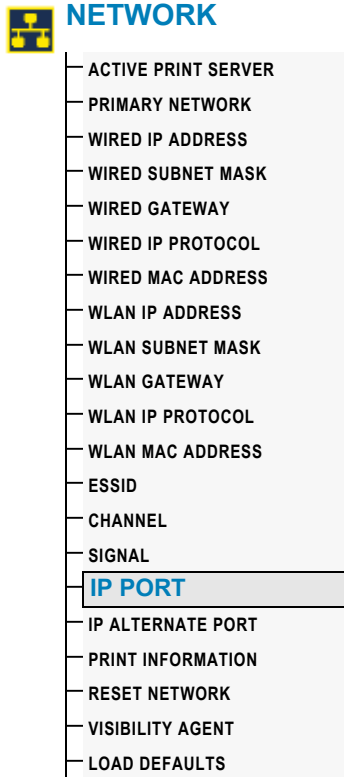 NETWORK
ACTIVE PRINT SERVER
PRIMARY NETWORK
WIRED IP ADDRESS
WIRED SUBNET MASK
WIRED GATEWAY
WIRED IP PROTOCOL
WIRED MAC ADDRESS
WLAN IP ADDRESS
WLAN SUBNET MASK
WLAN GATEWAY
WLAN IP PROTOCOL
WLAN MAC ADDRESS
ESSID
CHANNEL
SIGNAL
IP PORT
IP ALTERNATE PORT
PRINT INFORMATION
RESET NETWORK
VISIBILITY AGENT
LOAD DEFAULTS